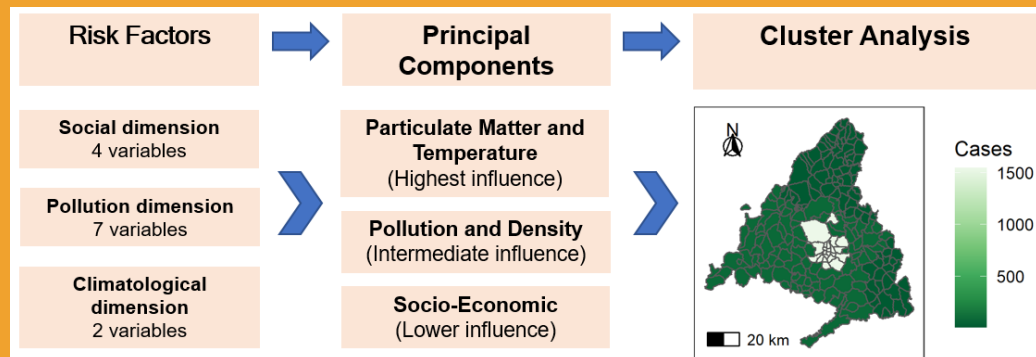 Risk Factors
Principal
Components
Cluster Analysis
Social dimension
4 variables
Pollution dimension
7 variables
Climatological
dimension
2 variables
Particulate Matter and
Temperature
(Highest influence)
Pollution and Density
(Intermediate influence)
Socio-Economic
(Lower influence)
N
20 km
Cases
1500
1000
500